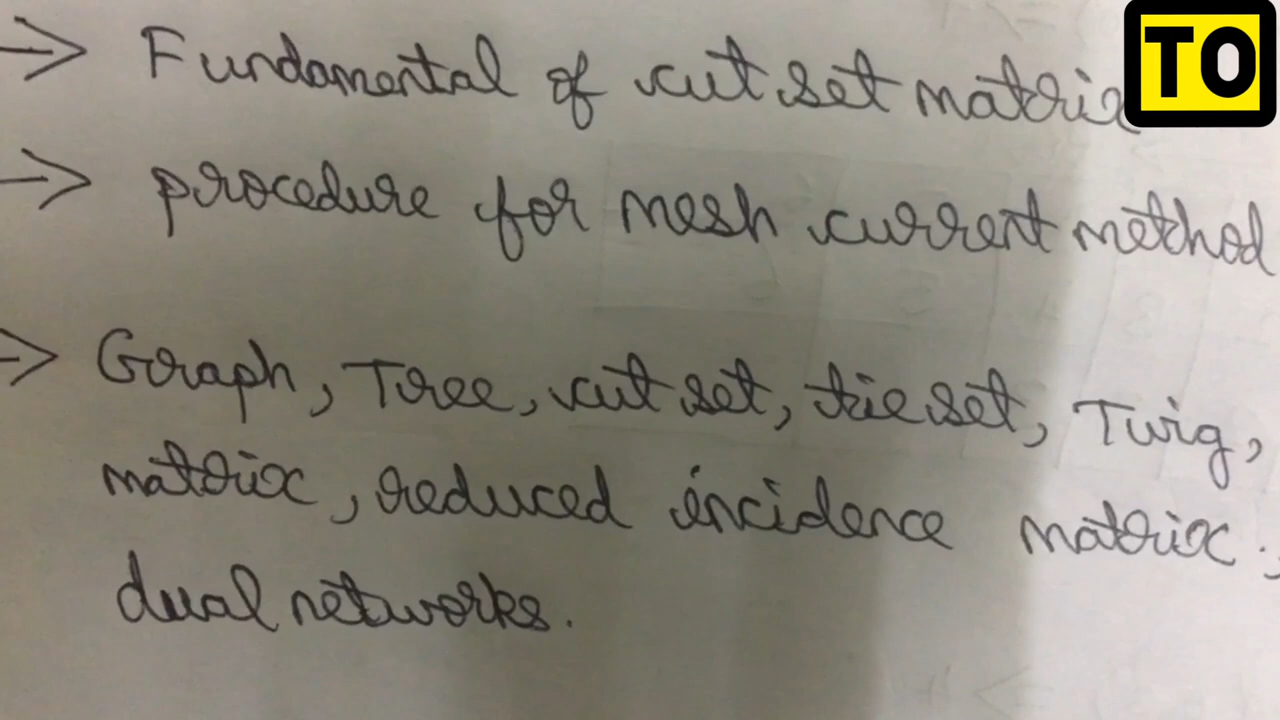 TO
→ Fundamental of cut set matrix
→ procedure for mesh current method
→ Graph, Tree, cut set, tie set, Twig,
matrix, reduced incidence matrix,
dual networks.